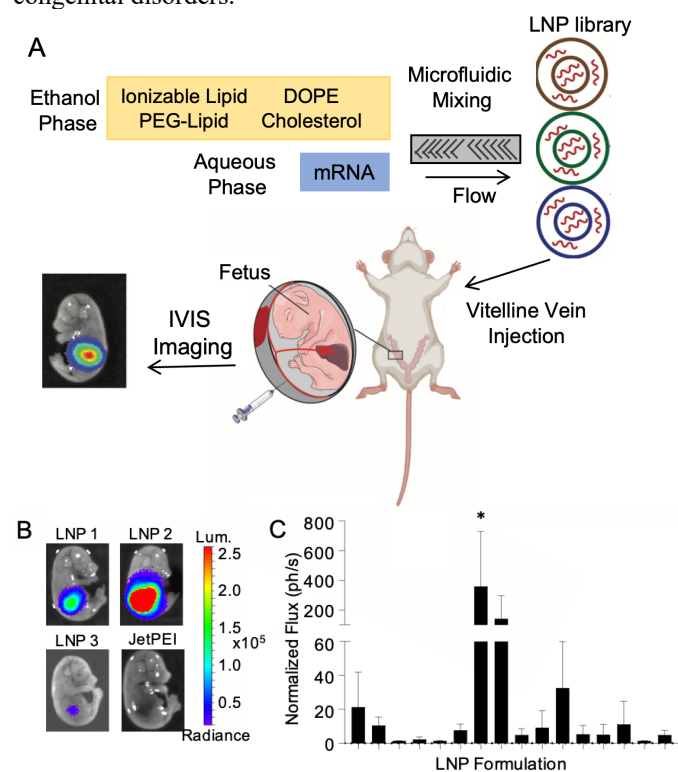 congenital disorders.
A
LNP library
Ethanol Phase
Ionizable Lipid DOPE
PEG-Lipid Cholesterol
Microfluidic Mixing
Aqueous Phase
mRNA
Flow
Fetus
IVIS Imaging
Vitelline Vein Injection
B
LNP 1 LNP 2 Lum.
2.5
2.0
1.5
x10⁵
1.0
0.5
Radiance
LNP 3 JetPEI
C
Normalized Flux (ph/s)
800
600
400
200
60
40
20
0
*
LNP Formulation